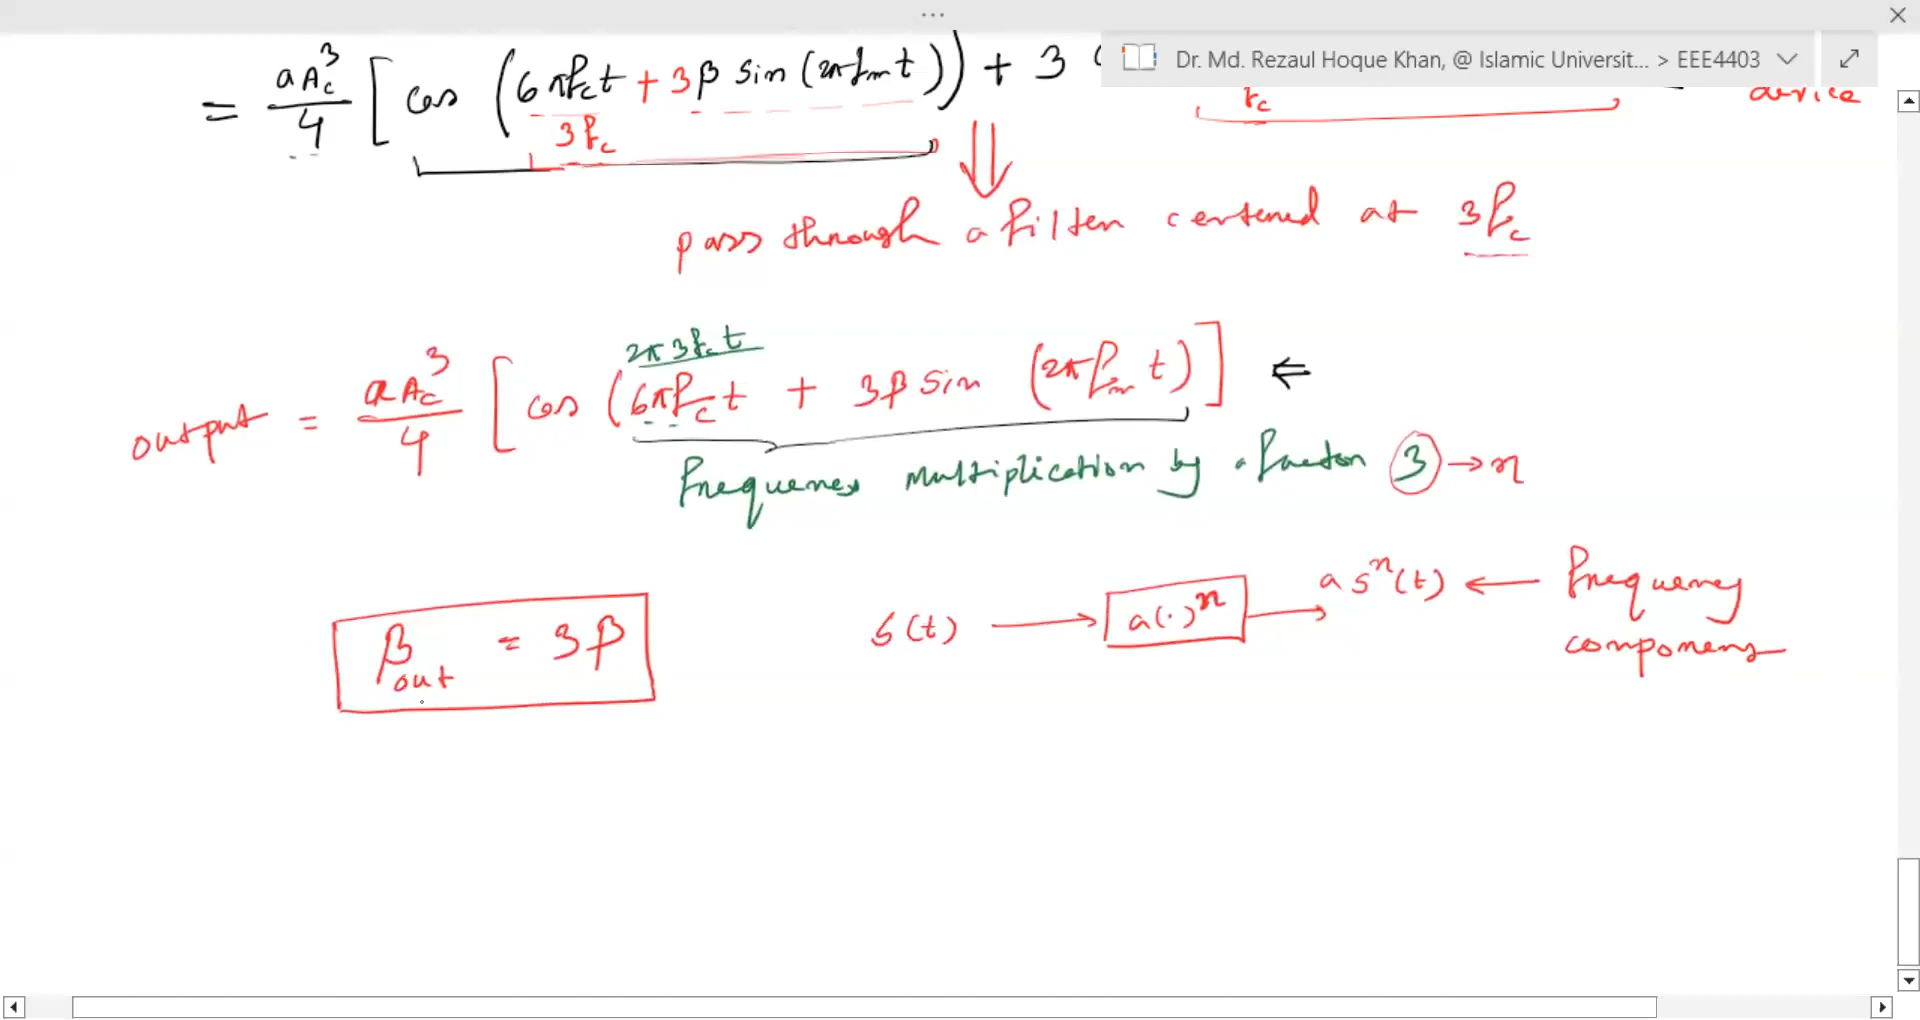 Dr. Md. Rezaul Hoque Khan, @ Islamic Universit... > EEE4403
= aAc³/4 [cos (6πfct + 3β sin (2πfmt)) + 3
3fc
fc
device
pass through a filter centered at 3fc
2π3fct
output = aAc³/4 [cos (6πfct + 3β sin (2πfmt)] ⇐
frequency multiplication by a factor 3 → n
βout = 3β
s(t) → a(·)ⁿ → a sⁿ(t) ← frequency
components